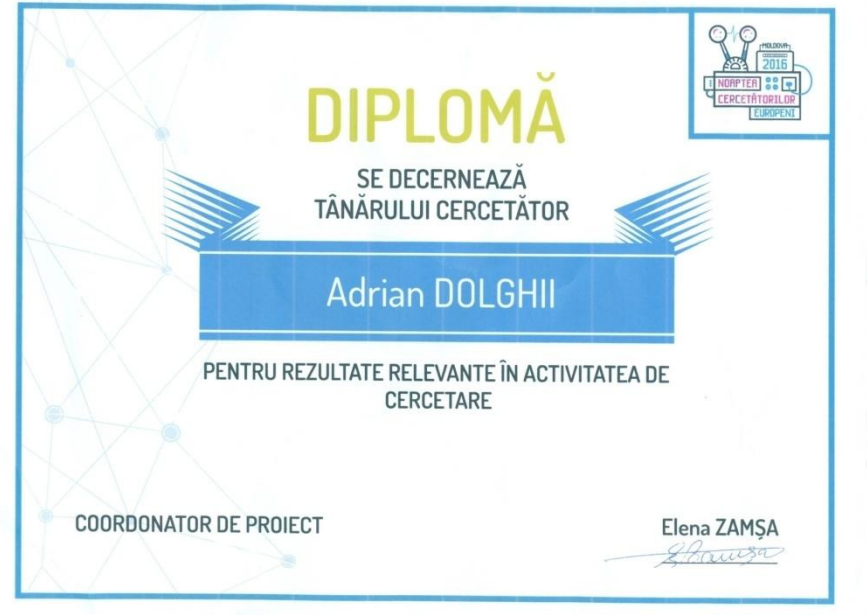 MOLDOVA
2016
NOAPTEA
CERCETĂTORILOR
EUROPENI
DIPLOMĂ
SE DECERNEAZĂ
TÂNĂRULUI CERCETĂTOR
Adrian DOLGHII
PENTRU REZULTATE RELEVANTE ÎN ACTIVITATEA DE
CERCETARE
COORDONATOR DE PROIECT
Elena ZAMȘA